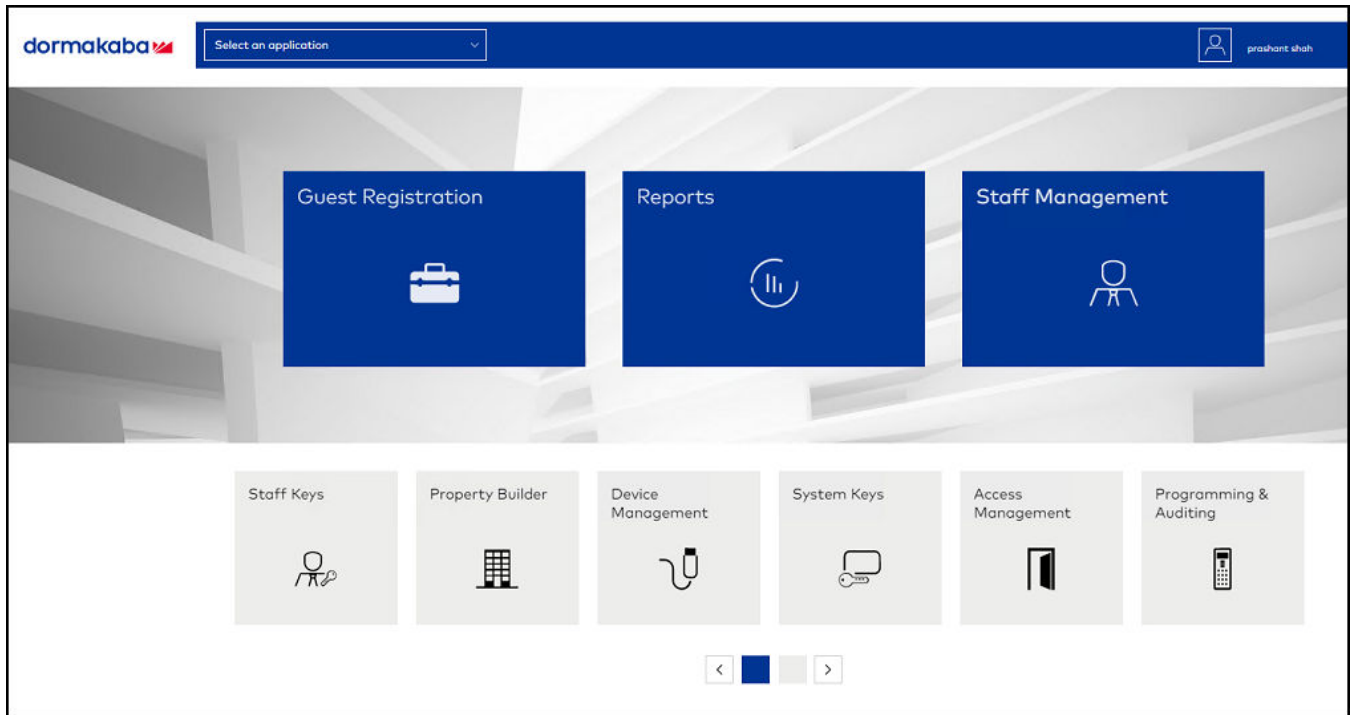 dormakaba
Select an application
prashant shah
Guest Registration
Reports
Staff Management
Staff Keys
Property Builder
Device
Management
System Keys
Access
Management
Programming &
Auditing